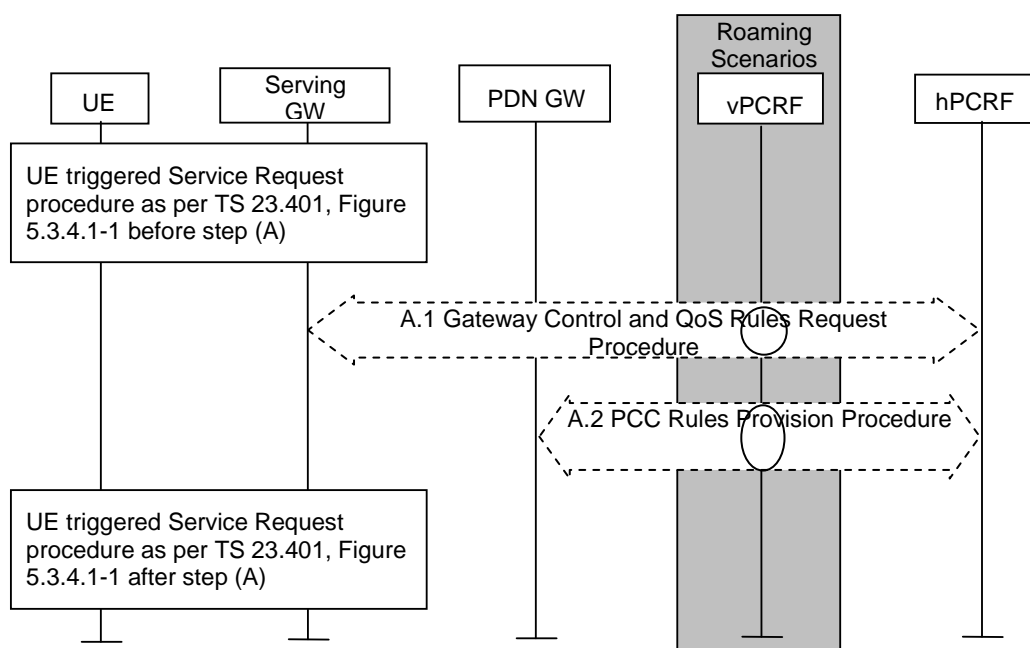 Roaming
Scenarios
UE
Serving
GW
PDN GW
vPCRF
hPCRF
UE triggered Service Request
procedure as per TS 23.401, Figure
5.3.4.1-1 before step (A)
A.1 Gateway Control and QoS Rules Request
Procedure
A.2 PCC Rules Provision Procedure
UE triggered Service Request
procedure as per TS 23.401, Figure
5.3.4.1-1 after step (A)